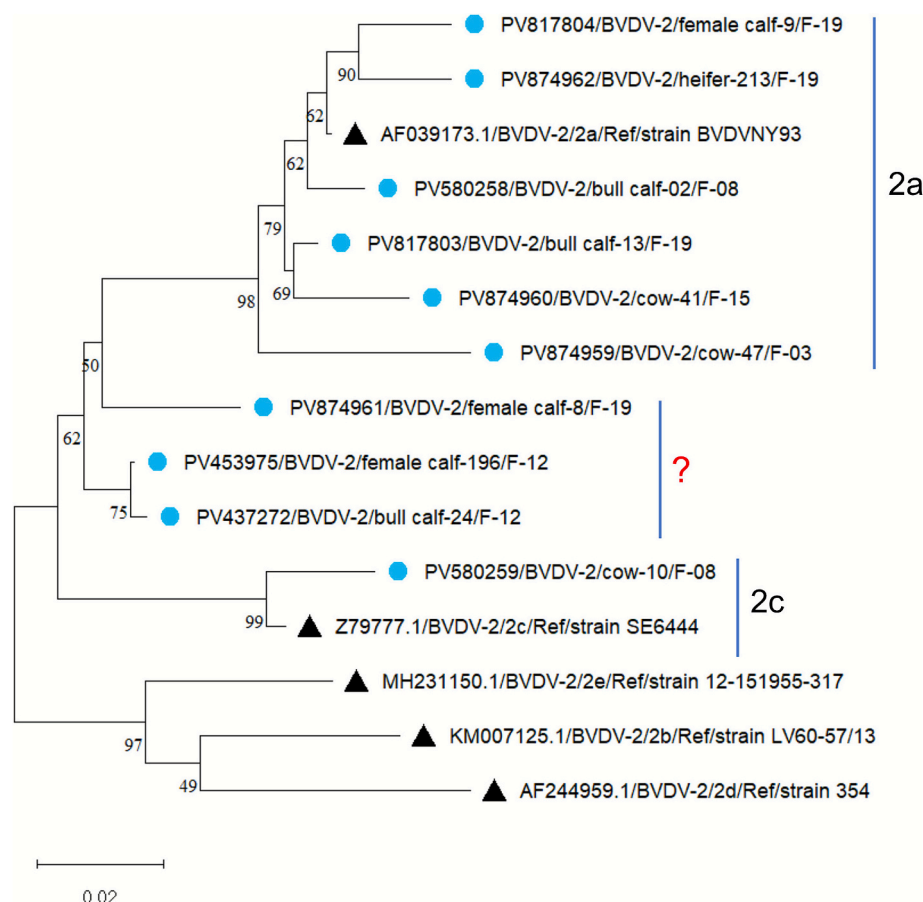 PV817804/BVDV-2/female calf-9/F-19
90
PV874962/BVDV-2/heifer-213/F-19
62
AF039173.1/BVDV-2/2a/Ref/strain BVDVNY93
62
PV580258/BVDV-2/bull calf-02/F-08
2a
79
PV817803/BVDV-2/bull calf-13/F-19
98
69
PV874960/BVDV-2/cow-41/F-15
PV874959/BVDV-2/cow-47/F-03
50
PV874961/BVDV-2/female calf-8/F-19
62
PV453975/BVDV-2/female calf-196/F-12
?
75
PV437272/BVDV-2/bull calf-24/F-12
PV580259/BVDV-2/cow-10/F-08
2c
99
Z79777.1/BVDV-2/2c/Ref/strain SE6444
MH231150.1/BVDV-2/2e/Ref/strain 12-151955-317
97
KM007125.1/BVDV-2/2b/Ref/strain LV60-57/13
49
AF244959.1/BVDV-2/2d/Ref/strain 354
0.02